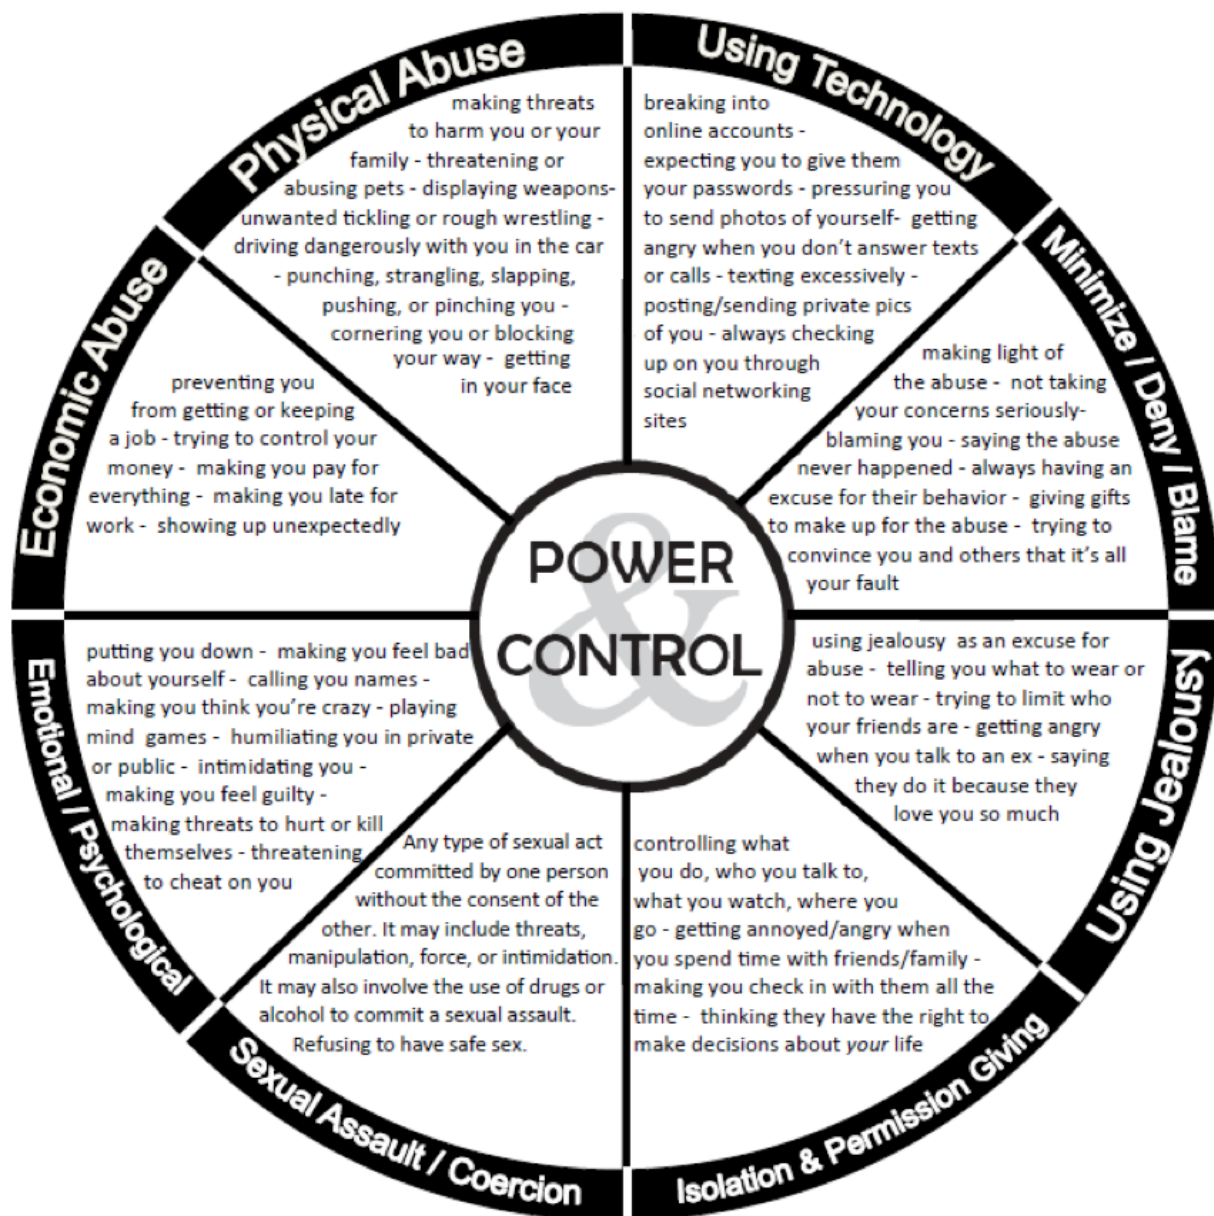 Physical Abuse
making threats
to harm you or your
family - threatening or
abusing pets - displaying weapons-
unwanted tickling or rough wrestling -
driving dangerously with you in the car
- punching, strangling, slapping,
pushing, or pinching you -
cornering you or blocking
your way - getting
in your face
Using Technology
breaking into
online accounts -
expecting you to give them
your passwords - pressuring you
to send photos of yourself- getting
angry when you don't answer texts
or calls - texting excessively -
posting/sending private pics
of you - always checking
up on you through
social networking
sites
Minimize / Deny / Blame
making light of
the abuse - not taking
your concerns seriously-
blaming you - saying the abuse
never happened - always having an
excuse for their behavior - giving gifts
to make up for the abuse - trying to
convince you and others that it's all
your fault
Using Jealousy
using jealousy as an excuse for
abuse - telling you what to wear or
not to wear - trying to limit who
your friends are - getting angry
when you talk to an ex - saying
they do it because they
love you so much
Isolation & Permission Giving
controlling what
you do, who you talk to,
what you watch, where you
go - getting annoyed/angry when
you spend time with friends/family -
making you check in with them all the
time - thinking they have the right to
make decisions about your life
Sexual Assault / Coercion
Any type of sexual act
committed by one person
without the consent of the
other. It may include threats,
manipulation, force, or intimidation.
It may also involve the use of drugs or
alcohol to commit a sexual assault.
Refusing to have safe sex.
Emotional / Psychological
putting you down - making you feel bad
about yourself - calling you names -
making you think you're crazy - playing
mind games - humiliating you in private
or public - intimidating you -
making you feel guilty -
making threats to hurt or kill
themselves - threatening
to cheat on you
Economic Abuse
preventing you
from getting or keeping
a job - trying to control your
money - making you pay for
everything - making you late for
work - showing up unexpectedly
POWER
&
CONTROL